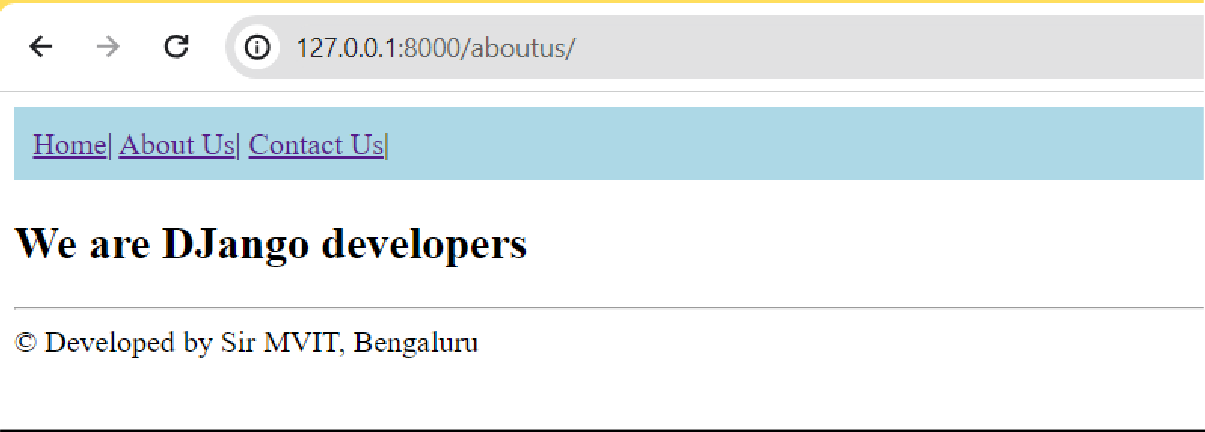 127.0.0.1:8000/aboutus/
Home| About Us| Contact Us|
We are DJango developers
© Developed by Sir MVIT, Bengaluru